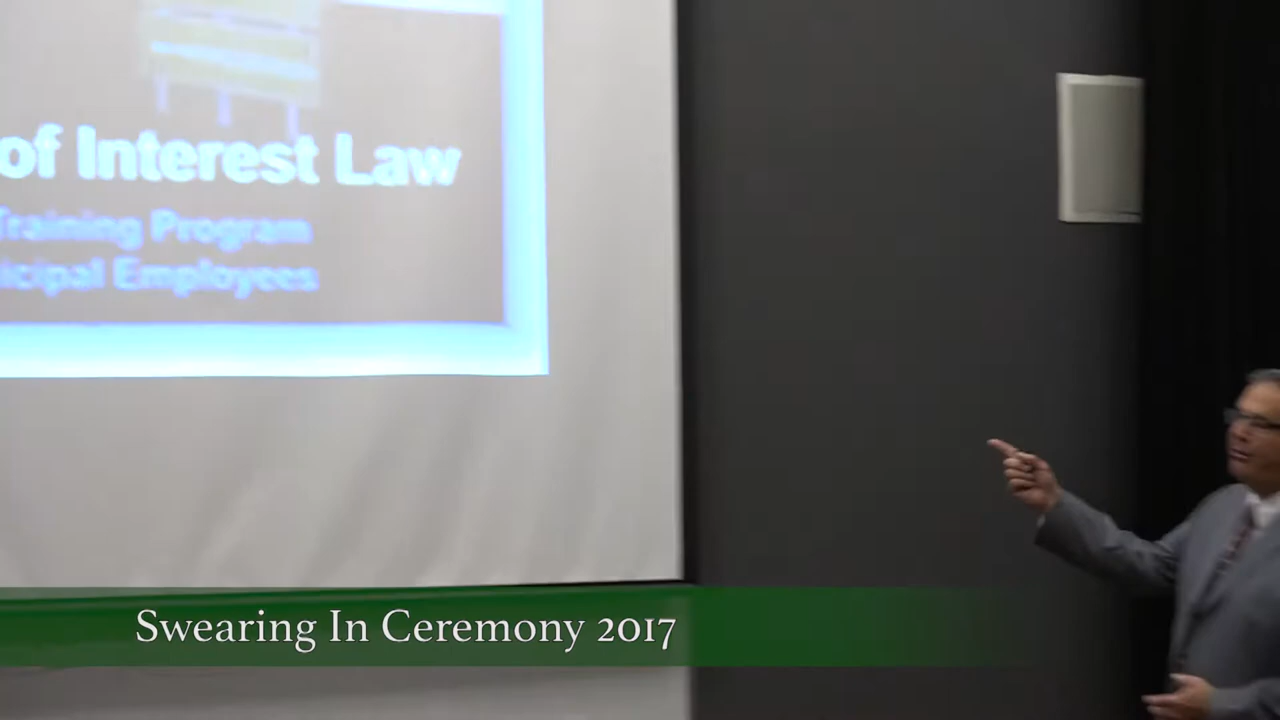 of Interest Law
Training Program
icipal Employees
Swearing In Ceremony 2017